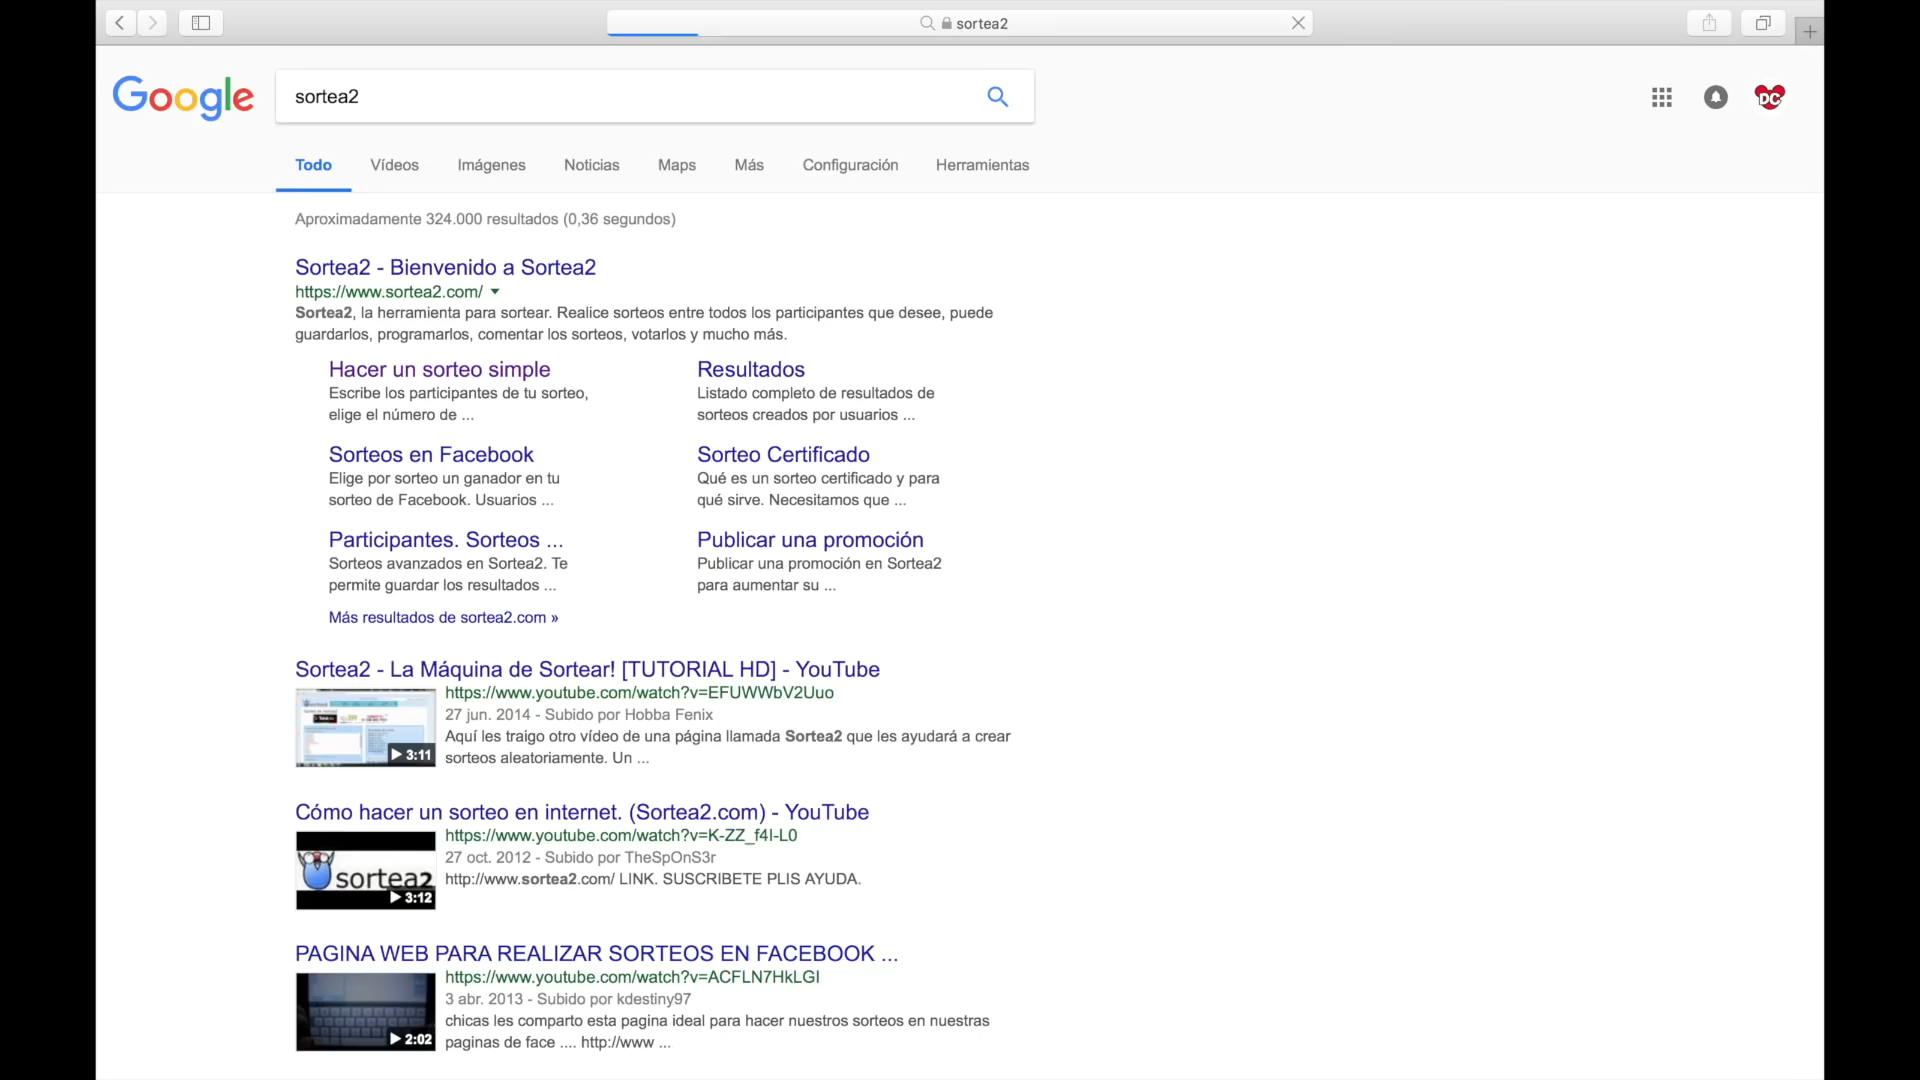 sortea2
Google
sortea2
DC
Todo Vídeos Imágenes Noticias Maps Más Configuración Herramientas
Aproximadamente 324.000 resultados (0,36 segundos)
Sortea2 - Bienvenido a Sortea2
https://www.sortea2.com/
Sortea2, la herramienta para sortear. Realice sorteos entre todos los participantes que desee, puede
guardarlos, programarlos, comentar los sorteos, votarlos y mucho más.
Hacer un sorteo simple
Escribe los participantes de tu sorteo,
elige el número de ...
Resultados
Listado completo de resultados de
sorteos creados por usuarios ...
Sorteos en Facebook
Elige por sorteo un ganador en tu
sorteo de Facebook. Usuarios ...
Sorteo Certificado
Qué es un sorteo certificado y para
qué sirve. Necesitamos que ...
Participantes. Sorteos ...
Sorteos avanzados en Sortea2. Te
permite guardar los resultados ...
Publicar una promoción
Publicar una promoción en Sortea2
para aumentar su ...
Más resultados de sortea2.com »
Sortea2 - La Máquina de Sortear! [TUTORIAL HD] - YouTube
https://www.youtube.com/watch?v=EFUWWbV2Uuo
27 jun. 2014 - Subido por Hobba Fenix
Aquí les traigo otro vídeo de una página llamada Sortea2 que les ayudará a crear
sorteos aleatoriamente. Un ...
3:11
Cómo hacer un sorteo en internet. (Sortea2.com) - YouTube
https://www.youtube.com/watch?v=K-ZZ_f4I-L0
27 oct. 2012 - Subido por TheSpOnS3r
http://www.sortea2.com/ LINK. SUSCRIBETE PLIS AYUDA.
sortea2
3:12
PAGINA WEB PARA REALIZAR SORTEOS EN FACEBOOK ...
https://www.youtube.com/watch?v=ACFLN7HkLGI
3 abr. 2013 - Subido por kdestiny97
chicas les comparto esta pagina ideal para hacer nuestros sorteos en nuestras
paginas de face .... http://www ...
2:02